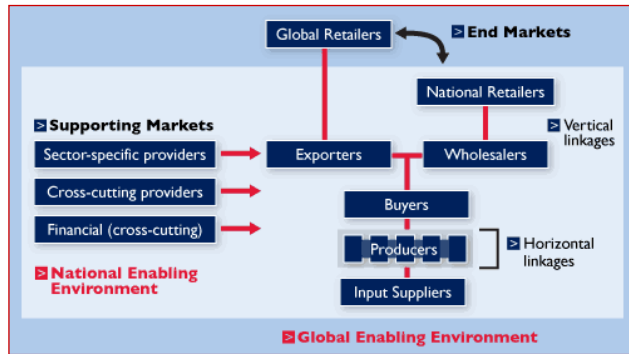 Global Retailers
End Markets
National Retailers
Supporting Markets
Vertical
linkages
Sector-specific providers
Exporters
Wholesalers
Cross-cutting providers
Buyers
Financial (cross-cutting)
Producers
Horizontal
linkages
National Enabling
Environment
Input Suppliers
Global Enabling Environment